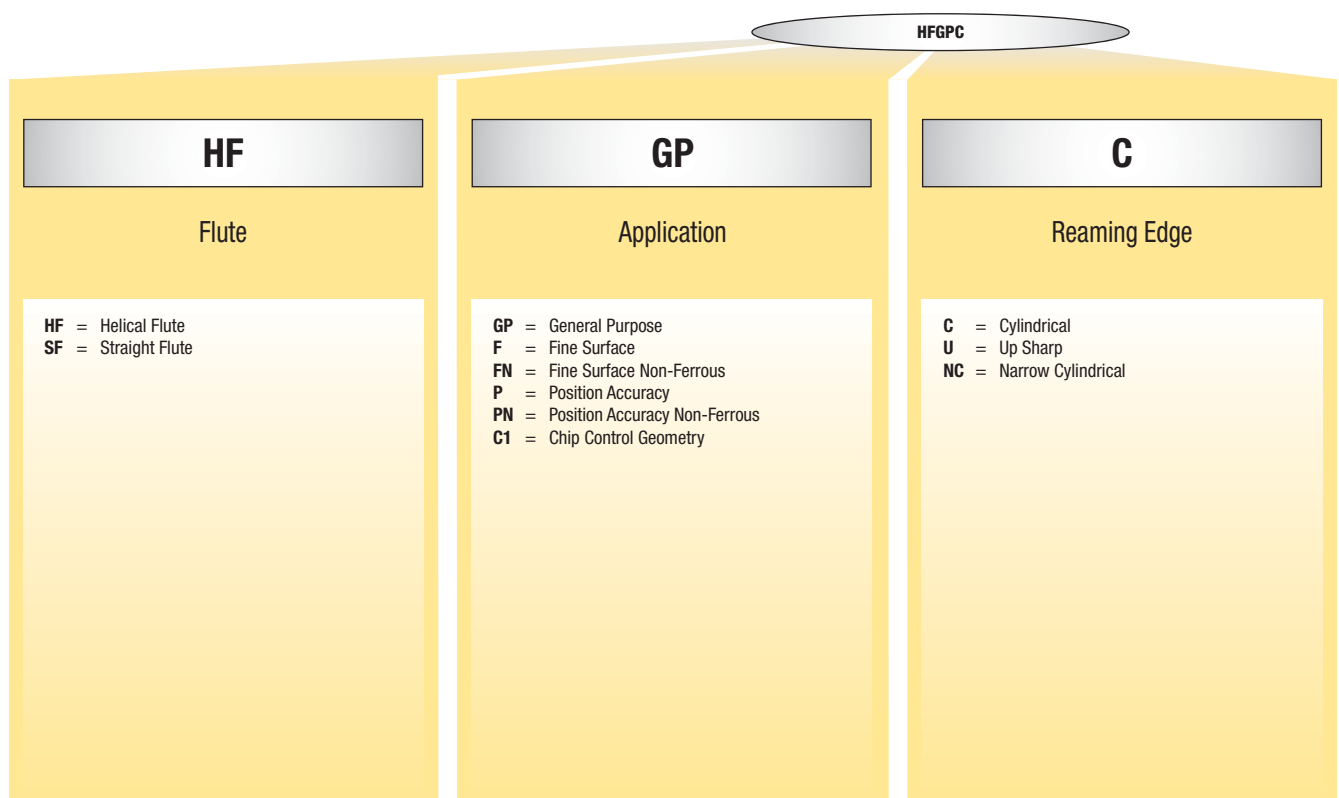 HFGPC
HF
Flute
HF = Helical Flute
SF = Straight Flute
GP
Application
GP = General Purpose
F = Fine Surface
FN = Fine Surface Non-Ferrous
P = Position Accuracy
PN = Position Accuracy Non-Ferrous
C1 = Chip Control Geometry
C
Reaming Edge
C = Cylindrical
U = Up Sharp
NC = Narrow Cylindrical